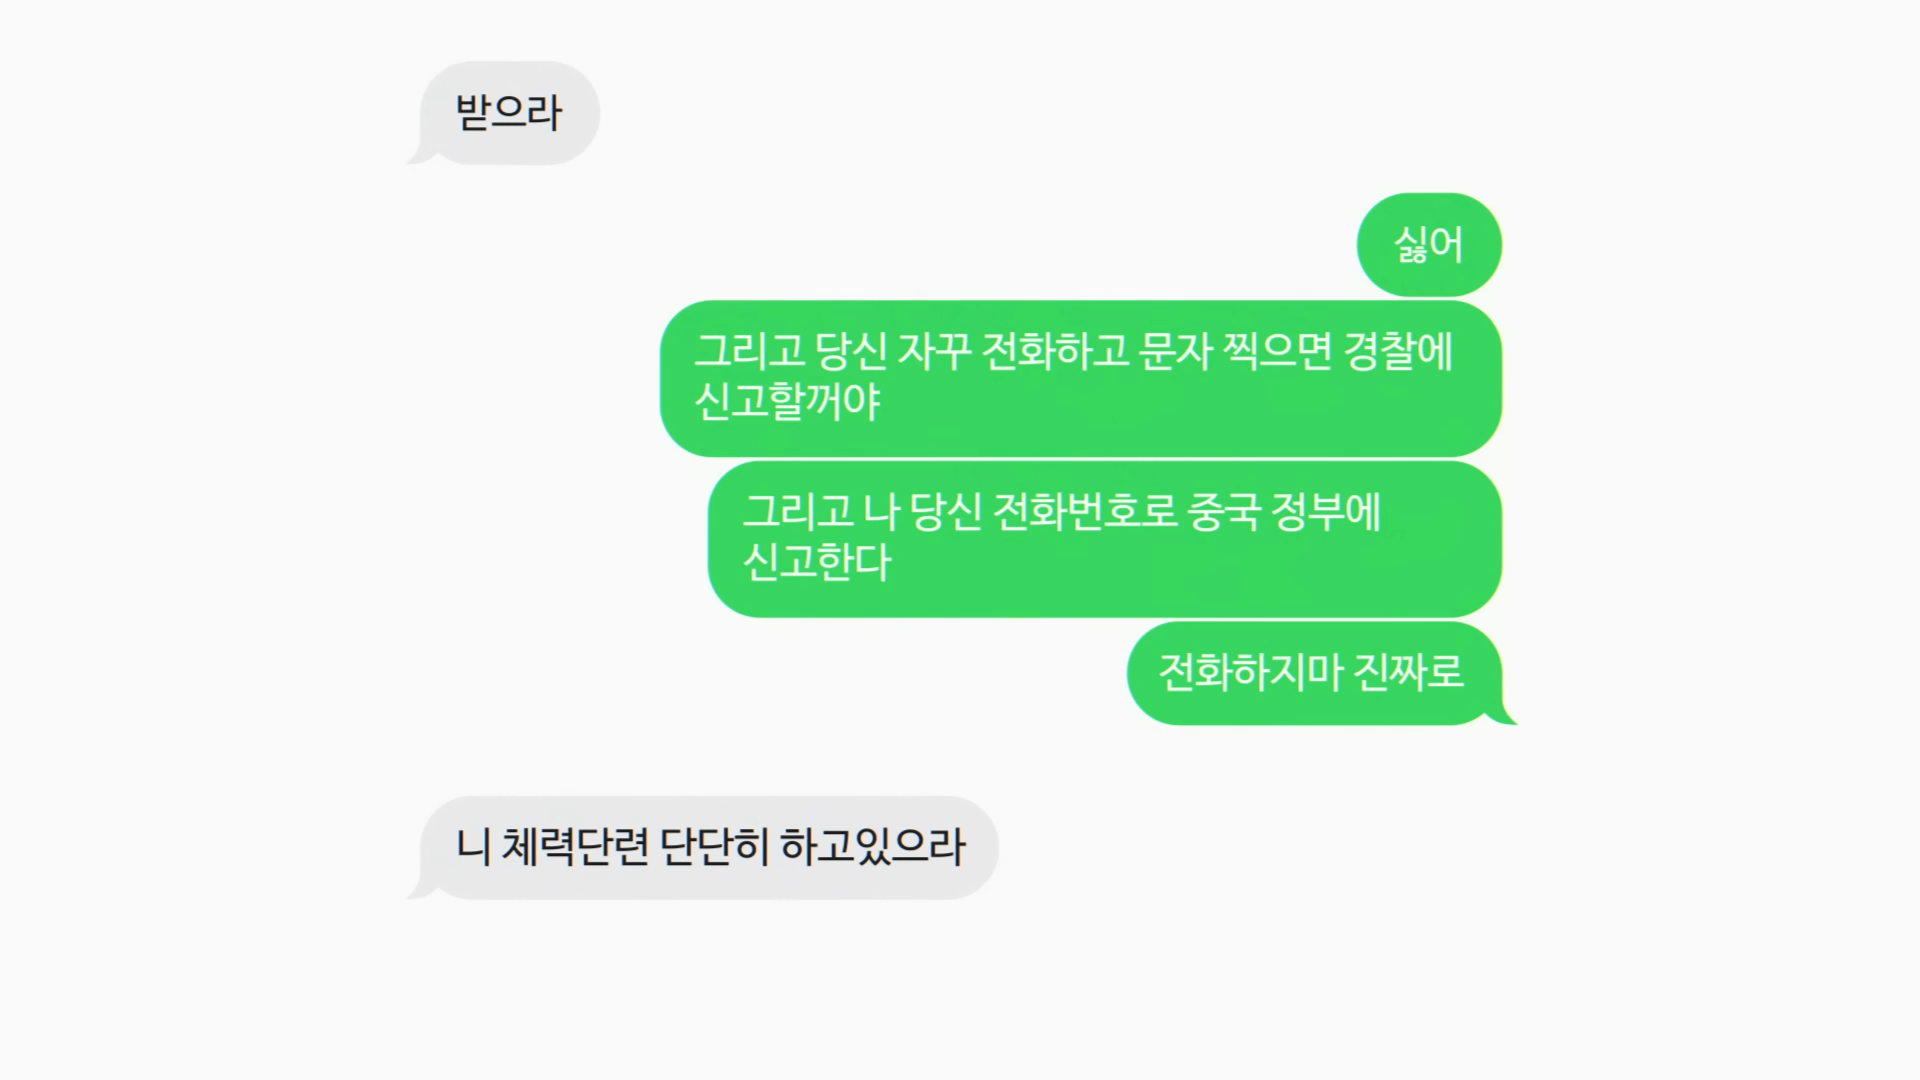 받으라
싫어
그리고 당신 자꾸 전화하고 문자 찍으면 경찰에
신고할꺼야
그리고 나 당신 전화번호로 중국 정부에
신고한다
전화하지마 진짜로
니 체력단련 단단히 하고있으라